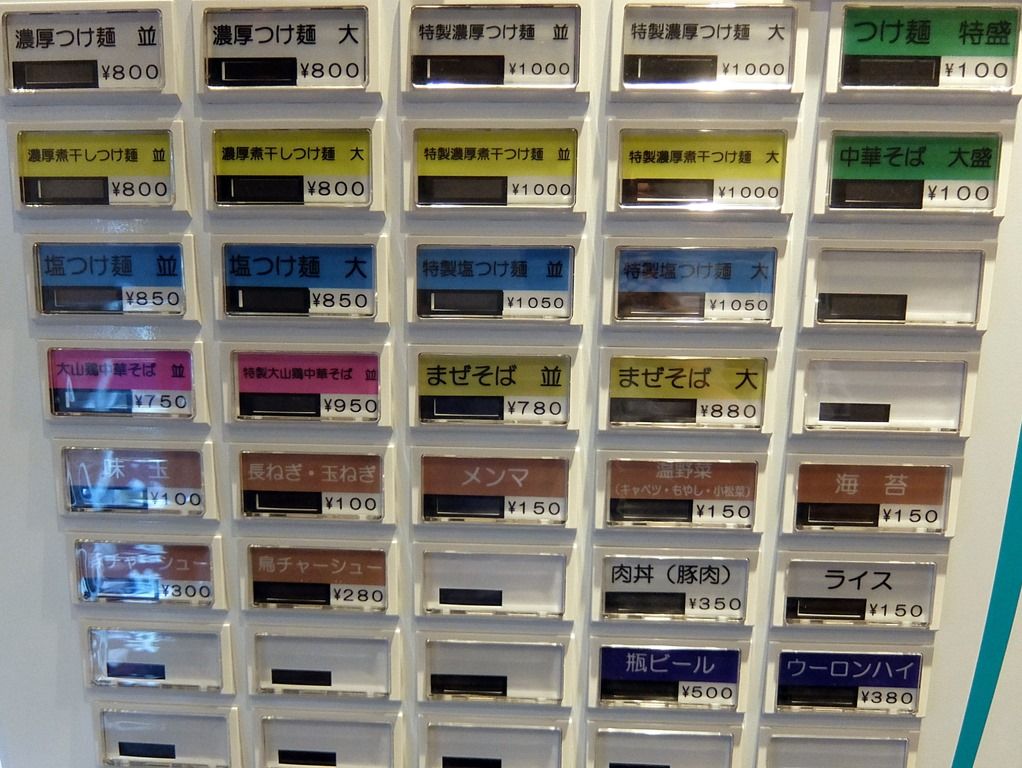 濃厚つけ麺 並
¥800
濃厚つけ麺 大
¥800
特製濃厚つけ麺 並
¥1000
特製濃厚つけ麺 大
¥1000
つけ麺 特盛
¥100
濃厚煮干しつけ麺 並
¥800
濃厚煮干しつけ麺 大
¥800
特製濃厚煮干つけ麺 並
¥1000
特製濃厚煮干つけ麺 大
¥1000
中華そば 大盛
¥100
塩つけ麺 並
¥850
塩つけ麺 大
¥850
特製塩つけ麺 並
¥1050
特製塩つけ麺 大
¥1050
大山鶏中華そば 並
¥750
特製大山鶏中華そば 並
¥950
まぜそば 並
¥780
まぜそば 大
¥880
味 玉
¥100
長ねぎ・玉ねぎ
¥100
メンマ
¥150
温野菜
(キャベツ・もやし・小松菜)
¥150
海 苔
¥150
チャーシュー
¥300
鳥チャーシュー
¥280
肉丼(豚肉)
¥350
ライス
¥150
瓶ビール
¥500
ウーロンハイ
¥380